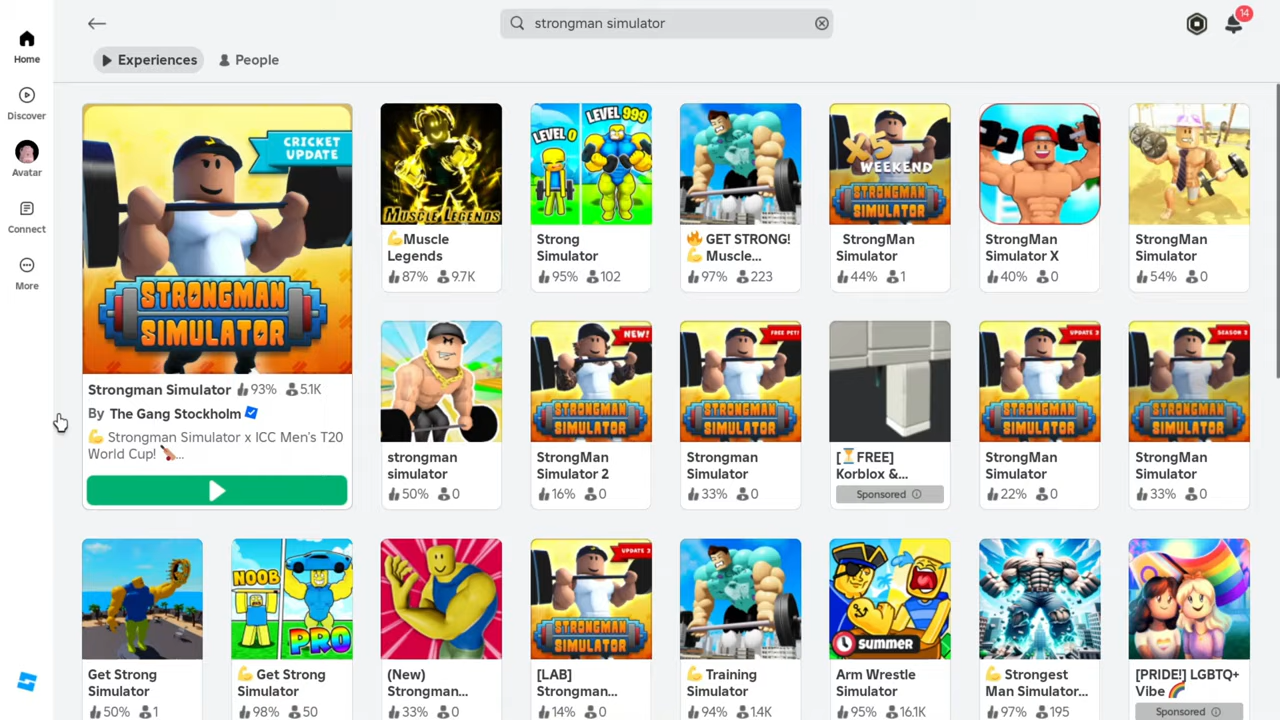 strongman simulator
14
Home
Discover
Avatar
Connect
More
Experiences
People
CRICKET
UPDATE
STRONGMAN
SIMULATOR
Strongman Simulator 93% 5.1K
By The Gang Stockholm
💪 Strongman Simulator x ICC Men's T20
World Cup! 🏏...
MUSCLE LEGENDS
💪Muscle
Legends
87% 9.7K
LEVEL 0
LEVEL 999
Strong
Simulator
95% 102
🔥 GET STRONG!
💪 Muscle...
97% 223
X5
WEEKEND
STRONGMAN
SIMULATOR
StrongMan
Simulator
44% 1
StrongMan
Simulator X
40% 0
StrongMan
Simulator
54% 0
strongman
simulator
50% 0
NEW!
STRONGMAN
SIMULATOR
StrongMan
Simulator 2
16% 0
FREE PET!
STRONGMAN
SIMULATOR
Strongman
Simulator
33% 0
[⏳FREE]
Korblox &...
Sponsored
UPDATE 3
STRONGMAN
SIMULATOR
StrongMan
Simulator
22% 0
SEASON 2
STRONGMAN
SIMULATOR
StrongMan
Simulator
33% 0
Get Strong
Simulator
50% 1
NOOB
PRO
💪 Get Strong
Simulator
98% 50
(New)
Strongman...
33% 0
UPDATE 3
STRONGMAN
SIMULATOR
[LAB]
Strongman...
14% 0
💪 Training
Simulator
94% 1.4K
SUMMER
Arm Wrestle
Simulator
95% 16.1K
💪 Strongest
Man Simulator...
97% 195
[PRIDE!] LGBTQ+
Vibe 🌈
Sponsored